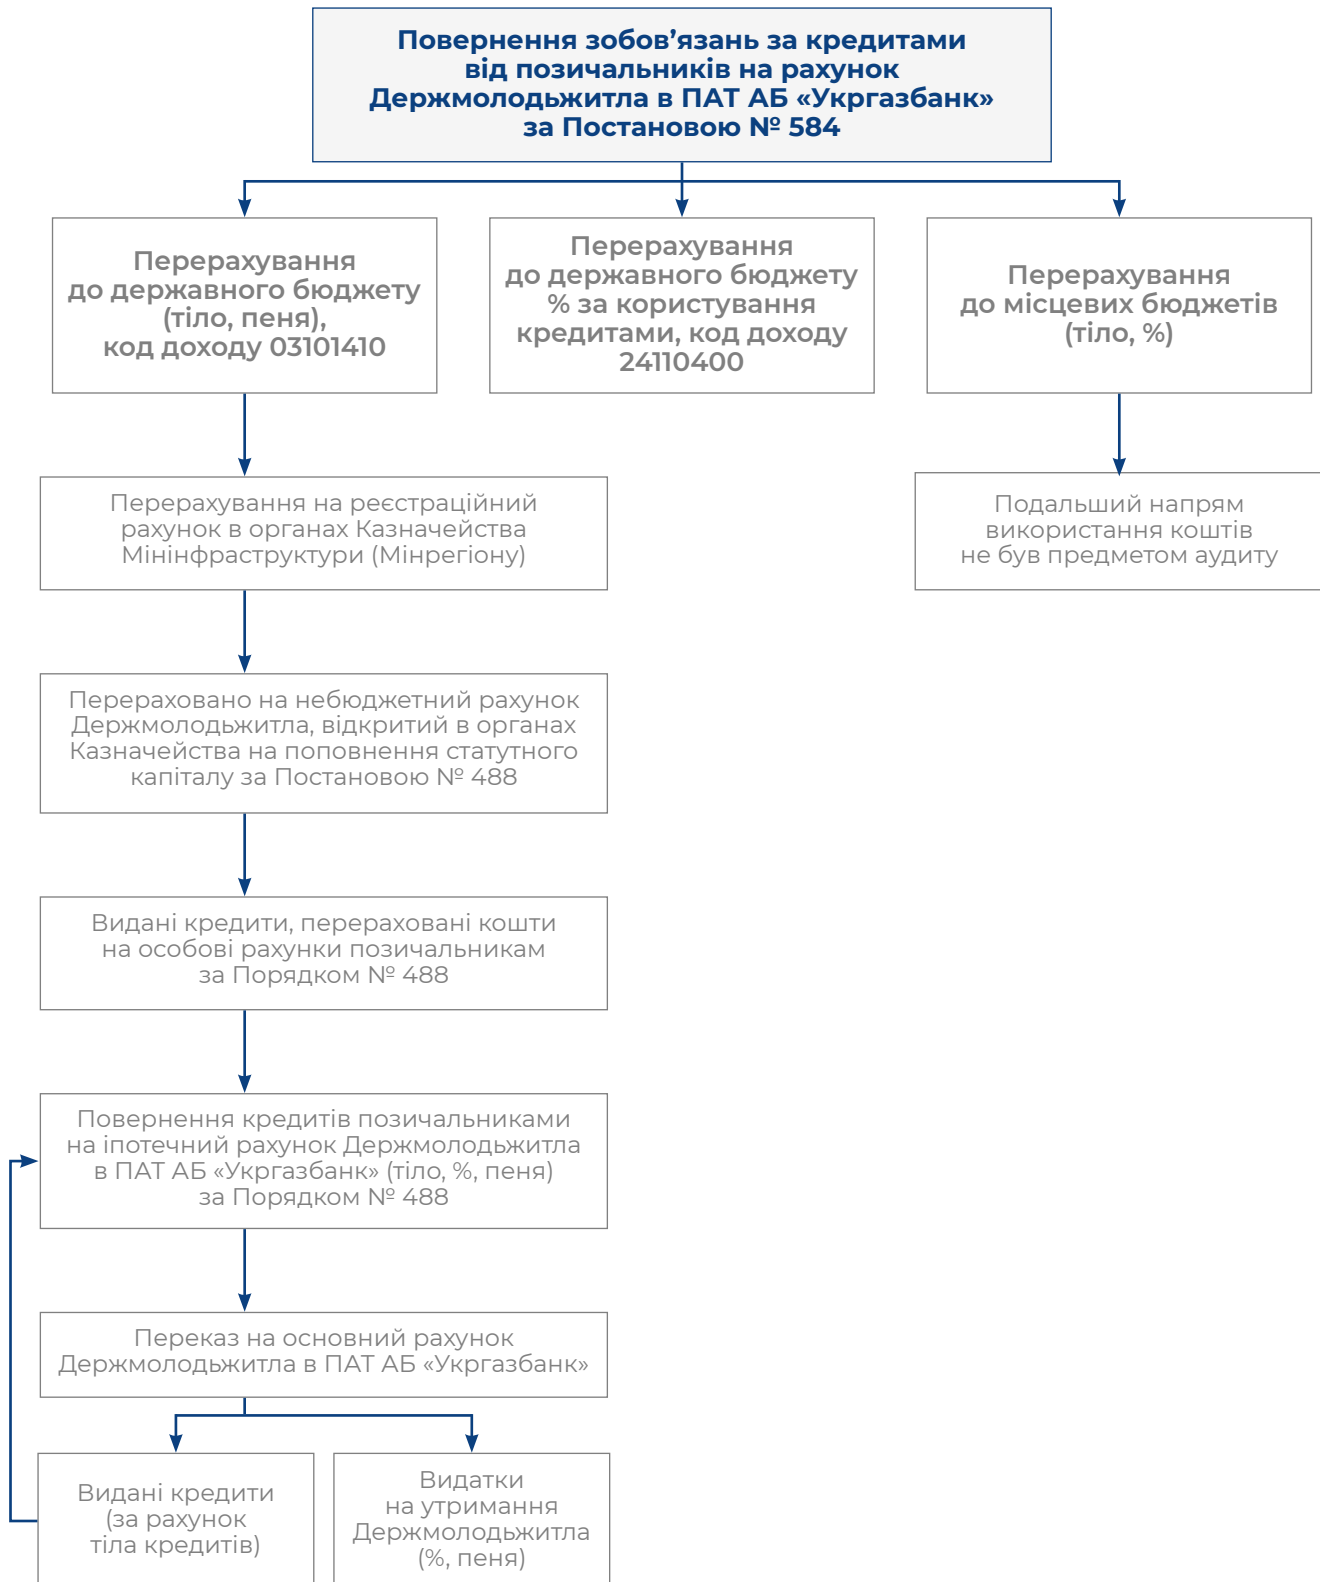 Повернення зобов’язань за кредитами
від позичальників на рахунок
Держмолодьжитла в ПАТ АБ «Укргазбанк»
за Постановою № 584
Перерахування
до державного бюджету
(тіло, пеня),
код доходу 03101410
Перерахування
до державного бюджету
% за користування
кредитами, код доходу
24110400
Перерахування
до місцевих бюджетів
(тіло, %)
Перерахування на реєстраційний
рахунок в органах Казначейства
Мінінфраструктури (Мінрегіону)
Подальший напрям
використання коштів
не був предметом аудиту
Перераховано на небюджетний рахунок
Держмолодьжитла, відкритий в органах
Казначейства на поповнення статутного
капіталу за Постановою № 488
Видані кредити, перераховані кошти
на особові рахунки позичальникам
за Порядком № 488
Повернення кредитів позичальниками
на іпотечний рахунок Держмолодьжитла
в ПАТ АБ «Укргазбанк» (тіло, %, пеня)
за Порядком № 488
Переказ на основний рахунок
Держмолодьжитла в ПАТ АБ «Укргазбанк»
Видані кредити
(за рахунок
тіла кредитів)
Видатки
на утримання
Держмолодьжитла
(%, пеня)